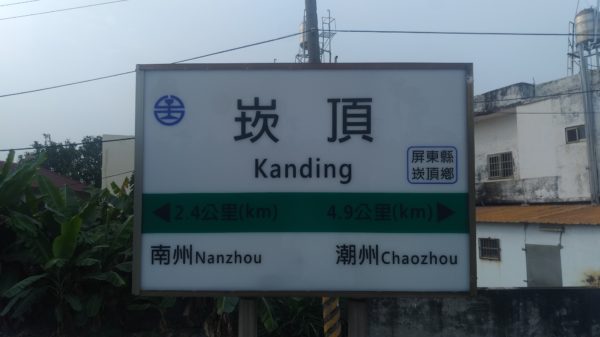 崁頂
Kanding
屏東縣
崁頂鄉
2.4公里(km) 4.9公里(km)
南州Nanzhou 潮州Chaozhou